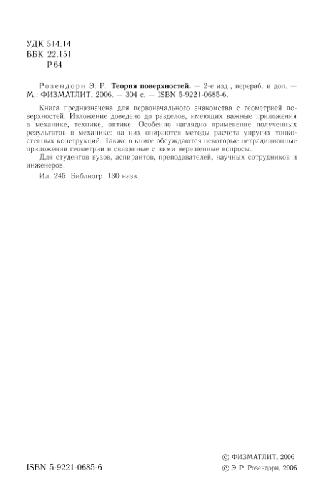 УДК 514.14
ББК 22.151
Р 64
Розендорн Э. Р. Теория поверхностей. — 2-е изд., перераб. и доп. —
М.: ФИЗМАТЛИТ, 2006. — 304 с. — ISBN 5-9221-0685-6.
Книга предназначена для первоначального знакомства с геометрией по-
верхностей. Изложение доведено до разделов, имеющих важные приложения
в механике, технике, оптике. Особенно наглядно применение полученных
результатов в механике: на них опираются методы расчета упругих тонко-
стенных конструкций. Также в книге обсуждаются некоторые нетрадиционные
приложения геометрии и связанные с ними нерешенные вопросы.
Для студентов вузов, аспирантов, преподавателей, научных сотрудников и
инженеров.
Ил. 246. Библиогр. 130 назв.
© ФИЗМАТЛИТ, 2006
ISBN 5-9221-0685-6
© Э. Р. Розендорн, 2006